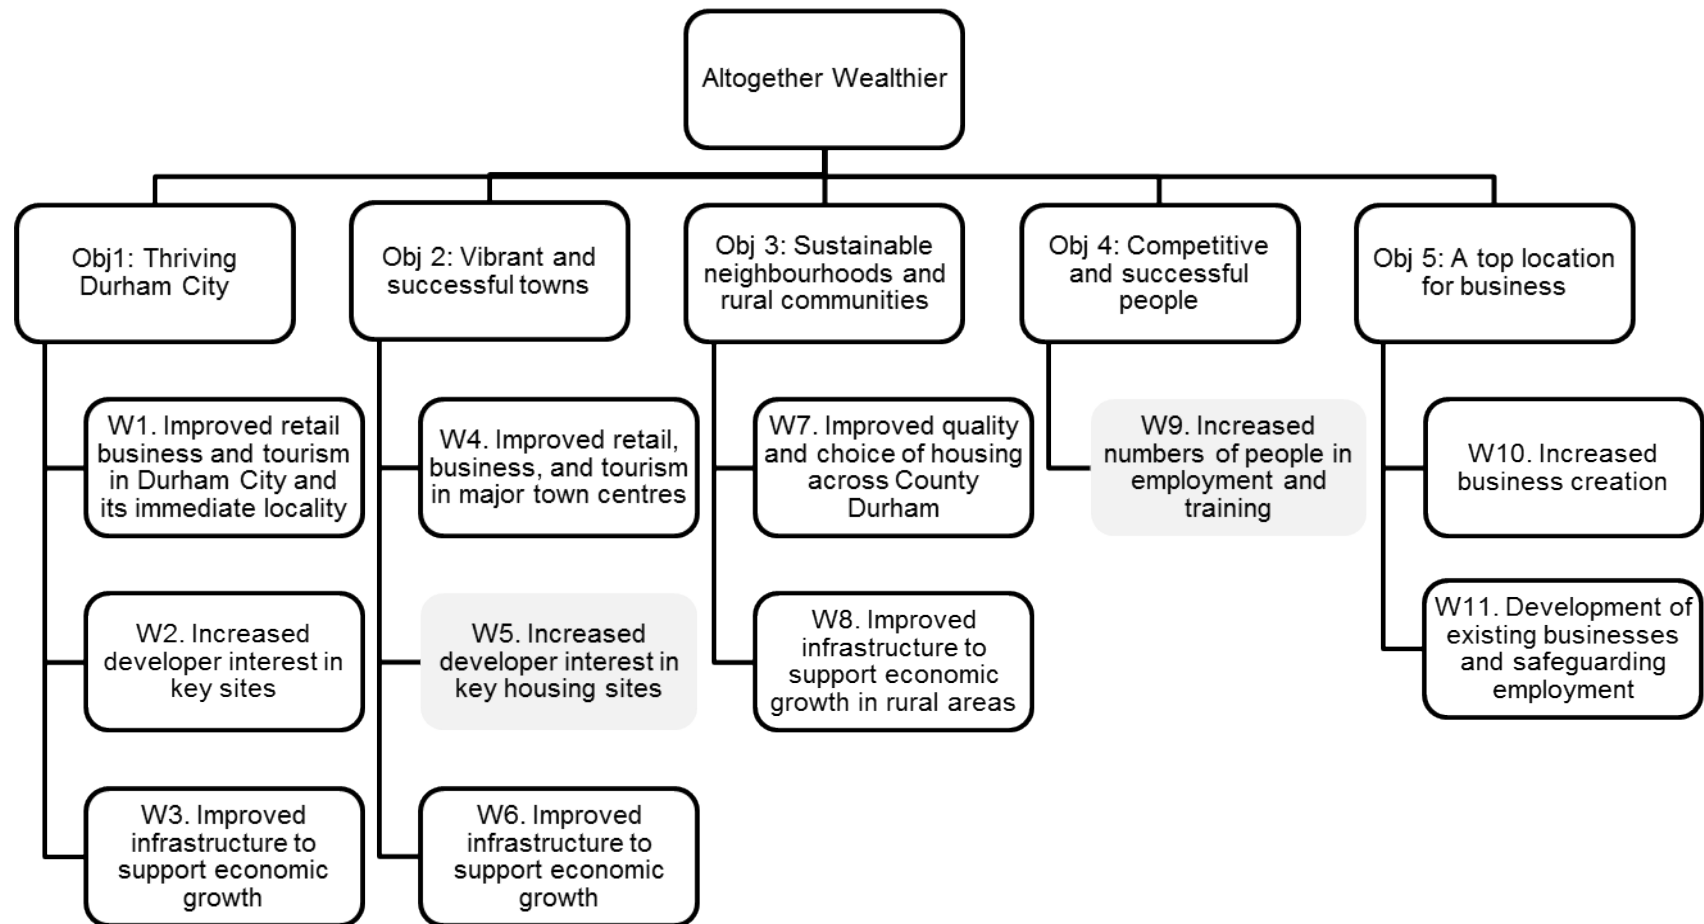 Altogether Wealthier
Obj1: Thriving
Durham City
Obj 2: Vibrant and
successful towns
Obj 3: Sustainable
neighbourhoods and
rural communities
Obj 4: Competitive
and successful
people
Obj 5: A top location
for business
W1. Improved retail
business and tourism
in Durham City and
its immediate locality
W2. Increased
developer interest in
key sites
W3. Improved
infrastructure to
support economic
growth
W4. Improved retail,
business, and tourism
in major town centres
W5. Increased
developer interest in
key housing sites
W6. Improved
infrastructure to
support economic
growth
W7. Improved quality
and choice of housing
across County
Durham
W8. Improved
infrastructure to
support economic
growth in rural areas
W9. Increased
numbers of people in
employment and
training
W10. Increased
business creation
W11. Development of
existing businesses
and safeguarding
employment